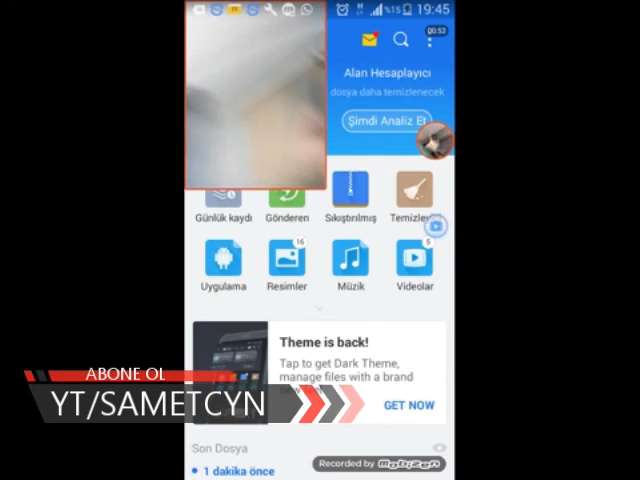 %15
19:45
00:53
Alan Hesaplayıcı
dosya daha temizlenecek
Şimdi Analiz Et
Günlük kaydı
Gönderen
Sıkıştırılmış
16
5
Uygulama
Resimler
Müzik
Videolar
Theme is back!
Tap to get Dark Theme,
manage files with a brand
GET NOW
ABONE OL
YT/SAMETCYN
Son Dosya
1 dakika önce
Recorded by mobizen